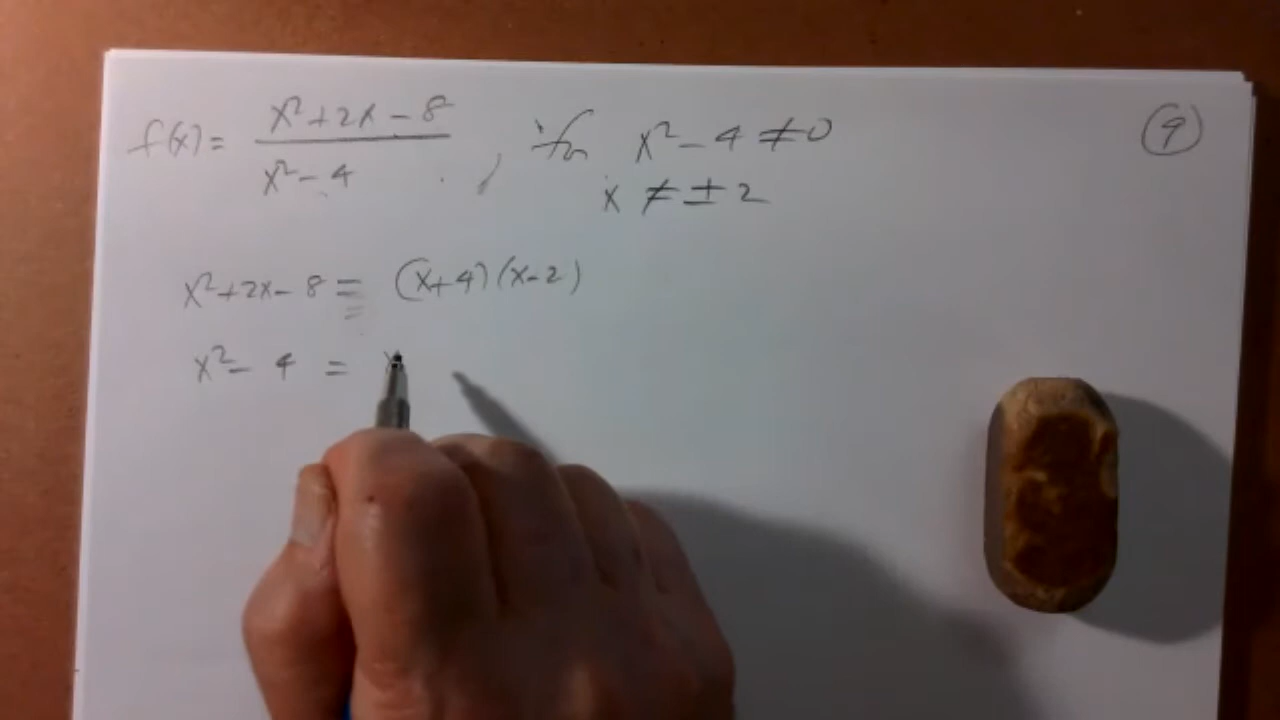 f(x) = x²+2x-8 / x²-4 , for x²-4 ≠ 0
9
x ≠ ± 2
x²+2x-8 = (x+4)(x-2)
x²-4 = x